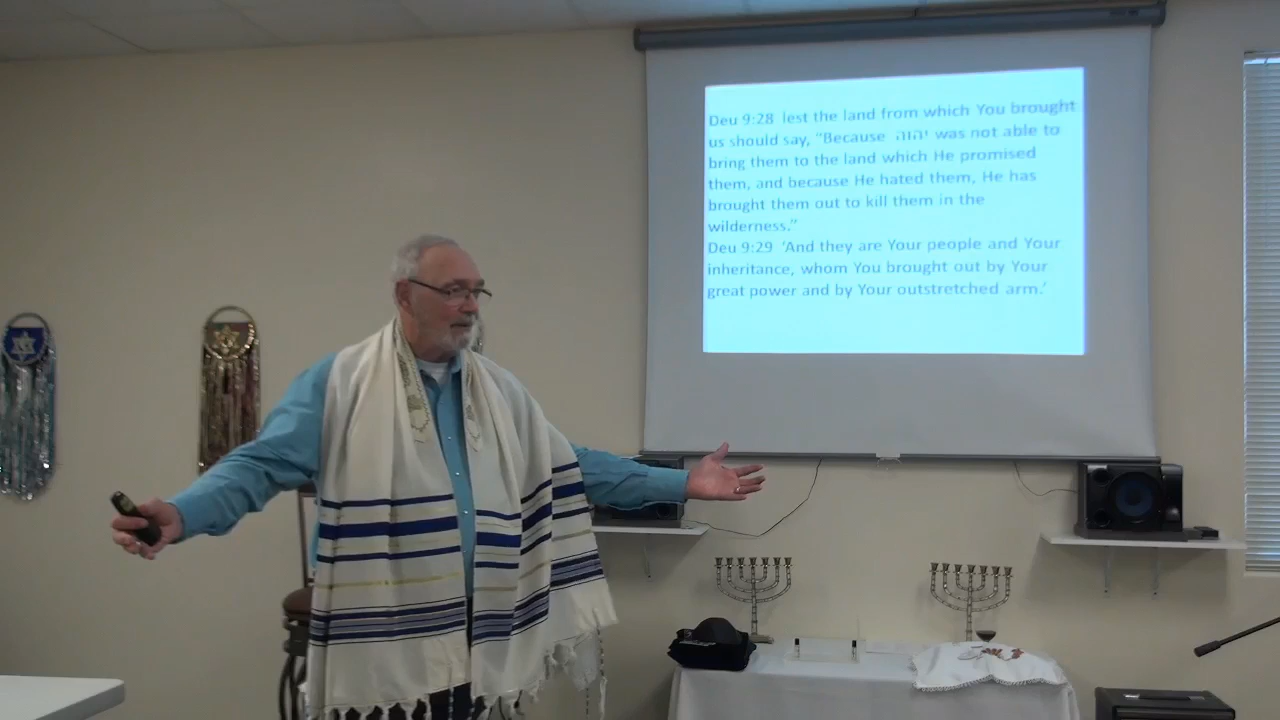 Deu 9:28 lest the land from which You brought
us should say, "Because יהוה was not able to
bring them to the land which He promised
them, and because He hated them, He has
brought them out to kill them in the
wilderness."
Deu 9:29 'And they are Your people and Your
inheritance, whom You brought out by Your
great power and by Your outstretched arm.'